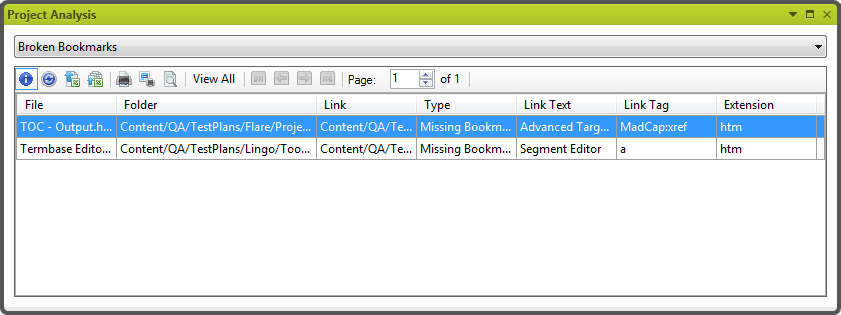 Project Analysis
Broken Bookmarks
View All Page: 1 of 1
File Folder Link Type Link Text Link Tag Extension
TOC - Output.h... Content/QA/TestPlans/Flare/Proje... Content/QA/Te... Missing Bookm... Advanced Targ... MadCap:xref htm
Termbase Edito... Content/QA/TestPlans/Lingo/Too... Content/QA/Te... Missing Bookm... Segment Editor a htm